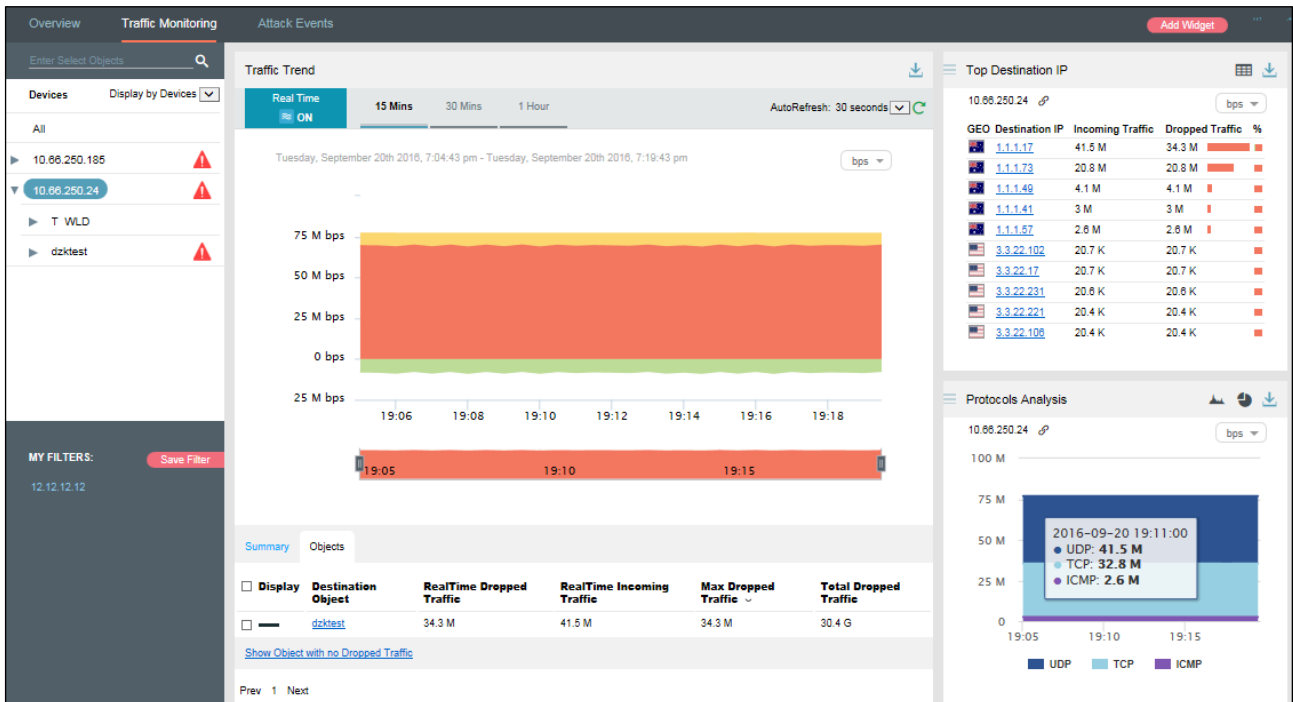 Overview Traffic Monitoring Attack Events Add Widget
Enter Select Objects
Devices Display by Devices
All
10.66.250.185
10.66.250.24
T WLD
dzktest
MY FILTERS: Save Filter
12.12.12.12
Traffic Trend
Real Time
ON
15 Mins 30 Mins 1 Hour AutoRefresh: 30 seconds
Tuesday, September 20th 2016, 7:04:43 pm - Tuesday, September 20th 2016, 7:19:43 pm bps
75 M bps
50 M bps
25 M bps
0 bps
25 M bps
19:06 19:08 19:10 19:12 19:14 19:16 19:18
19:05 19:10 19:15
Summary Objects
Display Destination Object RealTime Dropped Traffic RealTime Incoming Traffic Max Dropped Traffic Total Dropped Traffic
dzktest 34.3 M 41.5 M 34.3 M 30.4 G
Show Object with no Dropped Traffic
Prev 1 Next
Top Destination IP
10.66.250.24 bps
GEO Destination IP Incoming Traffic Dropped Traffic %
1.1.1.17 41.5 M 34.3 M
1.1.1.73 20.8 M 20.8 M
1.1.1.49 4.1 M 4.1 M
1.1.1.41 3 M 3 M
1.1.1.57 2.6 M 2.6 M
3.3.22.102 20.7 K 20.7 K
3.3.22.17 20.7 K 20.7 K
3.3.22.231 20.6 K 20.6 K
3.3.22.221 20.4 K 20.4 K
3.3.22.106 20.4 K 20.4 K
Protocols Analysis
10.66.250.24 bps
100 M
75 M
50 M
25 M
0
2016-09-20 19:11:00
UDP: 41.5 M
TCP: 32.8 M
ICMP: 2.6 M
19:05 19:10 19:15
UDP TCP ICMP